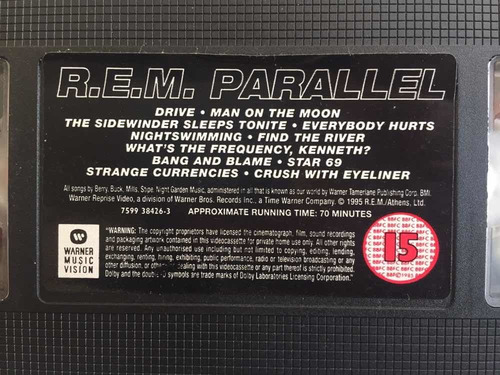 R.E.M. PARALLEL
DRIVE • MAN ON THE MOON
THE SIDEWINDER SLEEPS TONITE • EVERYBODY HURTS
NIGHTSWIMMING • FIND THE RIVER
WHAT'S THE FREQUENCY, KENNETH?
BANG AND BLAME • STAR 69
STRANGE CURRENCIES • CRUSH WITH EYELINER
All songs by Berry, Buck, Mills, Stipe. Night Garden Music, administered in all that is known as our world by Warner Tamerlane Publishing Corp. BMI.
Warner Reprise Video, a division of Warner Bros. Records Inc., a Time Warner Company. © 1995 R.E.M./Athens, Ltd.
7599 38426-3 APPROXIMATE RUNNING TIME: 70 MINUTES
WARNER
MUSIC
VISION
"WARNING: The copyright proprietors have licensed the cinematograph, film, sound recordings
and packaging artwork contained in this videocassette for private home use only. All other rights
are reserved. Any unauthorised use including but not limited to copying, editing, lending,
exchanging, renting, hiring, exhibiting, public performance, radio or television broadcasting or any
other diffusion, or dealing with this videocassette or any part thereof is strictly prohibited.
Dolby and the symbols are trade marks of Dolby Laboratories Licensing Corporation."
15
BBFC
BBFC ©1985